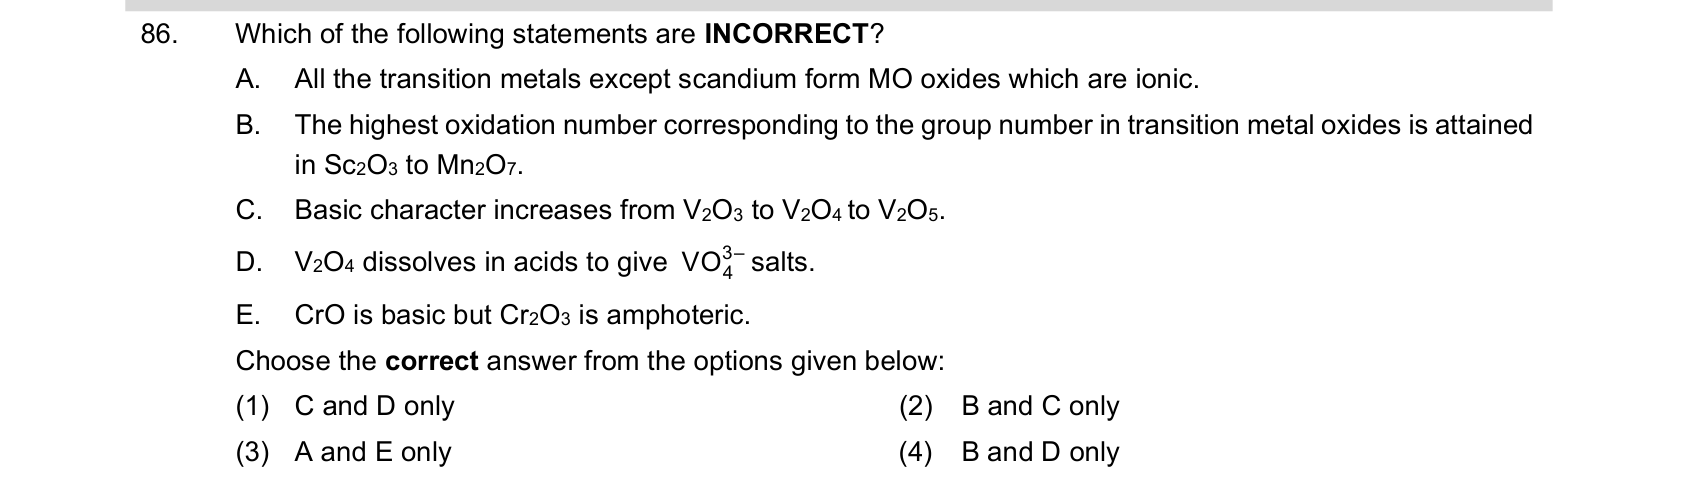 86. Which of the following statements are INCORRECT?
A. All the transition metals except scandium form MO oxides which are ionic.
B. The highest oxidation number corresponding to the group number in transition metal oxides is attained
in Sc₂O₃ to Mn₂O₇.
C. Basic character increases from V₂O₃ to V₂O₄ to V₂O₅.
D. V₂O₄ dissolves in acids to give VO₄³⁻ salts.
E. CrO is basic but Cr₂O₃ is amphoteric.
Choose the correct answer from the options given below:
(1) C and D only (2) B and C only
(3) A and E only (4) B and D only